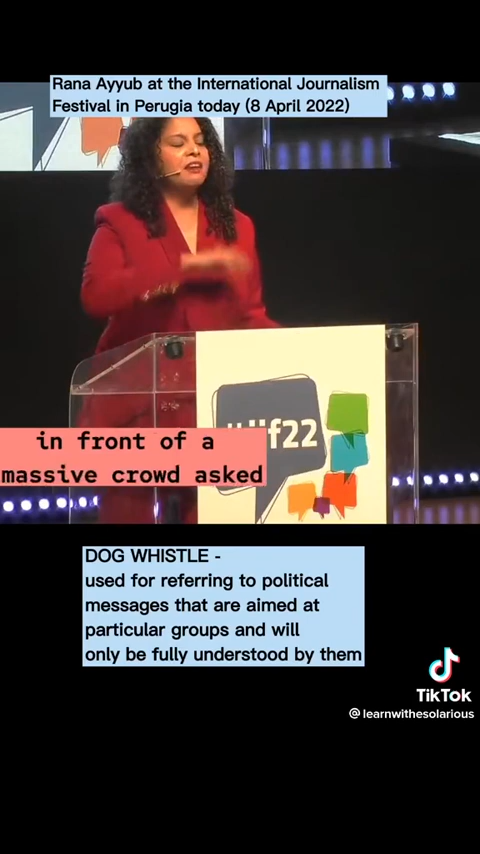 Rana Ayyub at the International Journalism
Festival in Perugia today (8 April 2022)
f22
in front of a
massive crowd asked
DOG WHISTLE -
used for referring to political
messages that are aimed at
particular groups and will
only be fully understood by them
TikTok
@learnwithesolarious